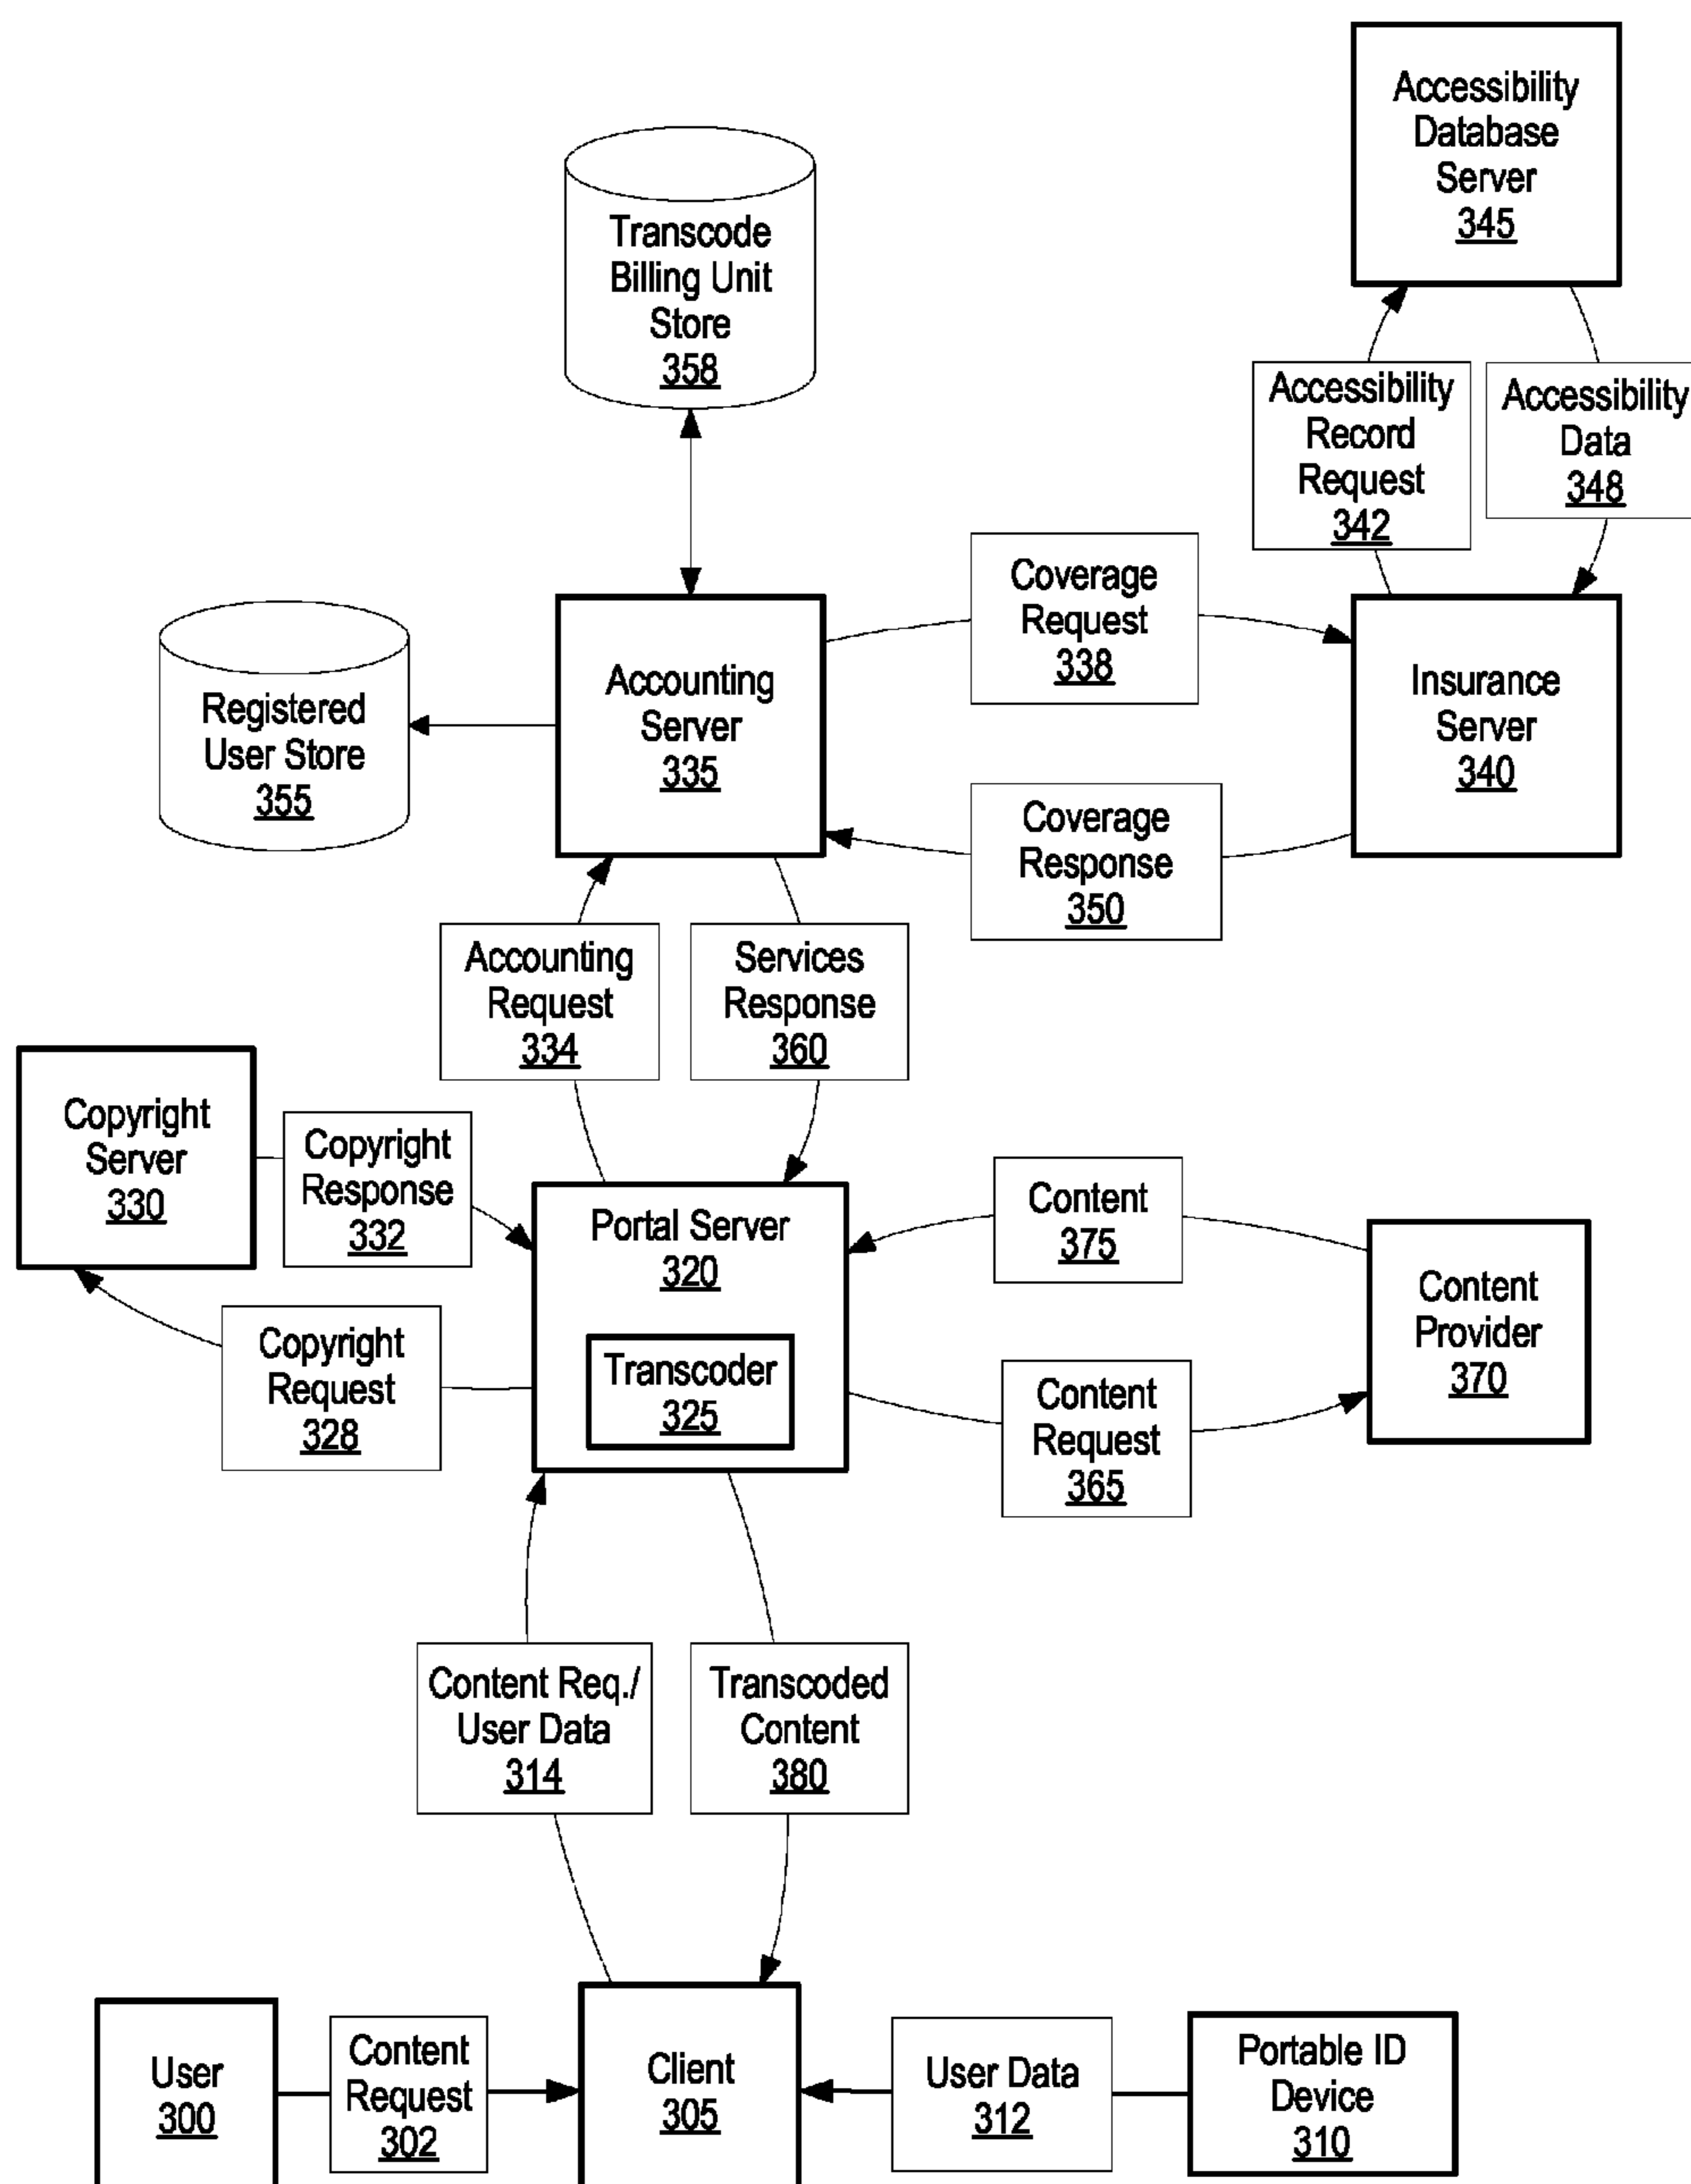 Accessibility
Database
Server
345
Transcode
Billing Unit
Store
358
Accessibility
Record
Request
342
Accessibility
Data
348
Coverage
Request
338
Registered
User Store
355
Accounting
Server
335
Insurance
Server
340
Coverage
Response
350
Accounting
Request
334
Services
Response
360
Copyright
Server
330
Copyright
Response
332
Portal Server
320
Content
375
Content
Provider
370
Copyright
Request
328
Transcoder
325
Content
Request
365
Content Req./
User Data
314
Transcoded
Content
380
User
300
Content
Request
302
Client
305
User Data
312
Portable ID
Device
310